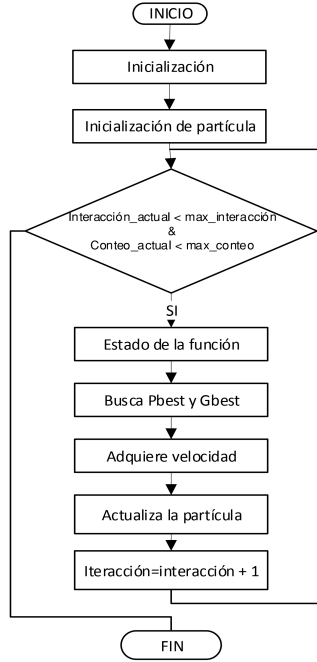 INICIO
Inicialización
Inicialización de partícula
Interacción_actual < max_interacción
&
Conteo_actual < max_conteo
SI
Estado de la función
Busca Pbest y Gbest
Adquiere velocidad
Actualiza la partícula
Iteracción=interacción + 1
FIN